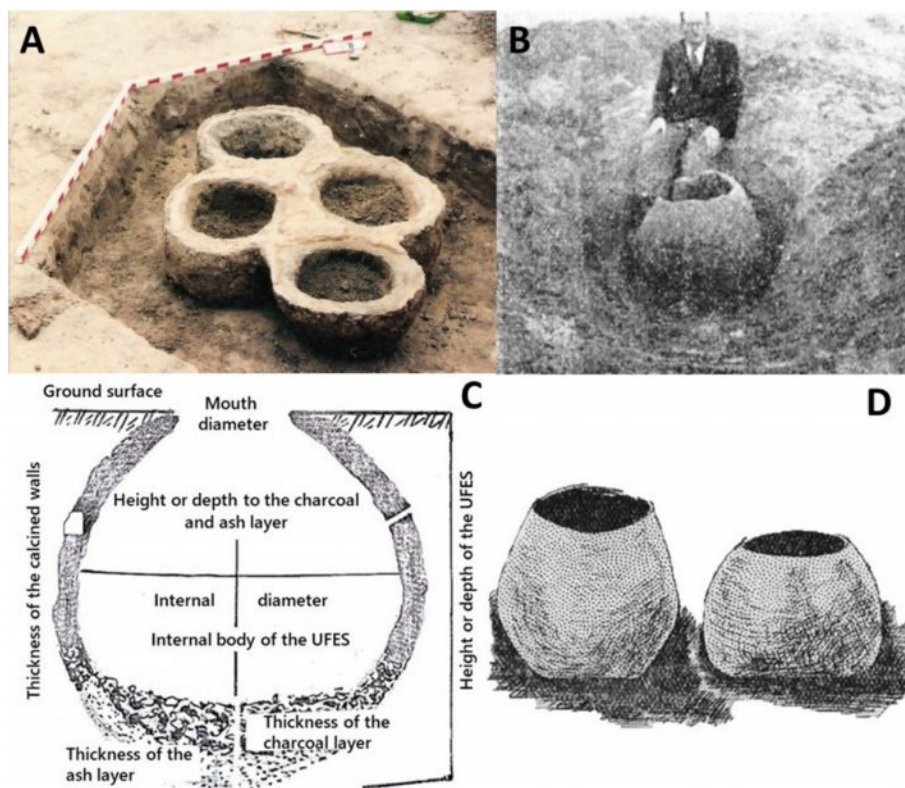 A
B
Ground surface
Mouth
diameter
C
D
Height or depth to the charcoal
and ash layer
Thickness of the calcined walls
Internal diameter
Internal body of the UFES
Thickness of the
charcoal layer
Thickness of the
ash layer
Height or depth of the UFES